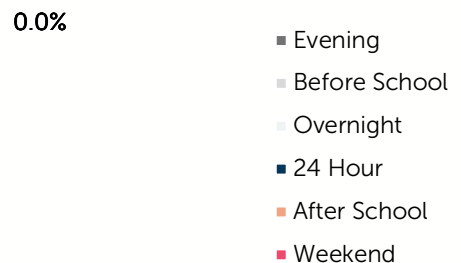 0.0%
Evening
Before School
Overnight
24 Hour
After School
Weekend